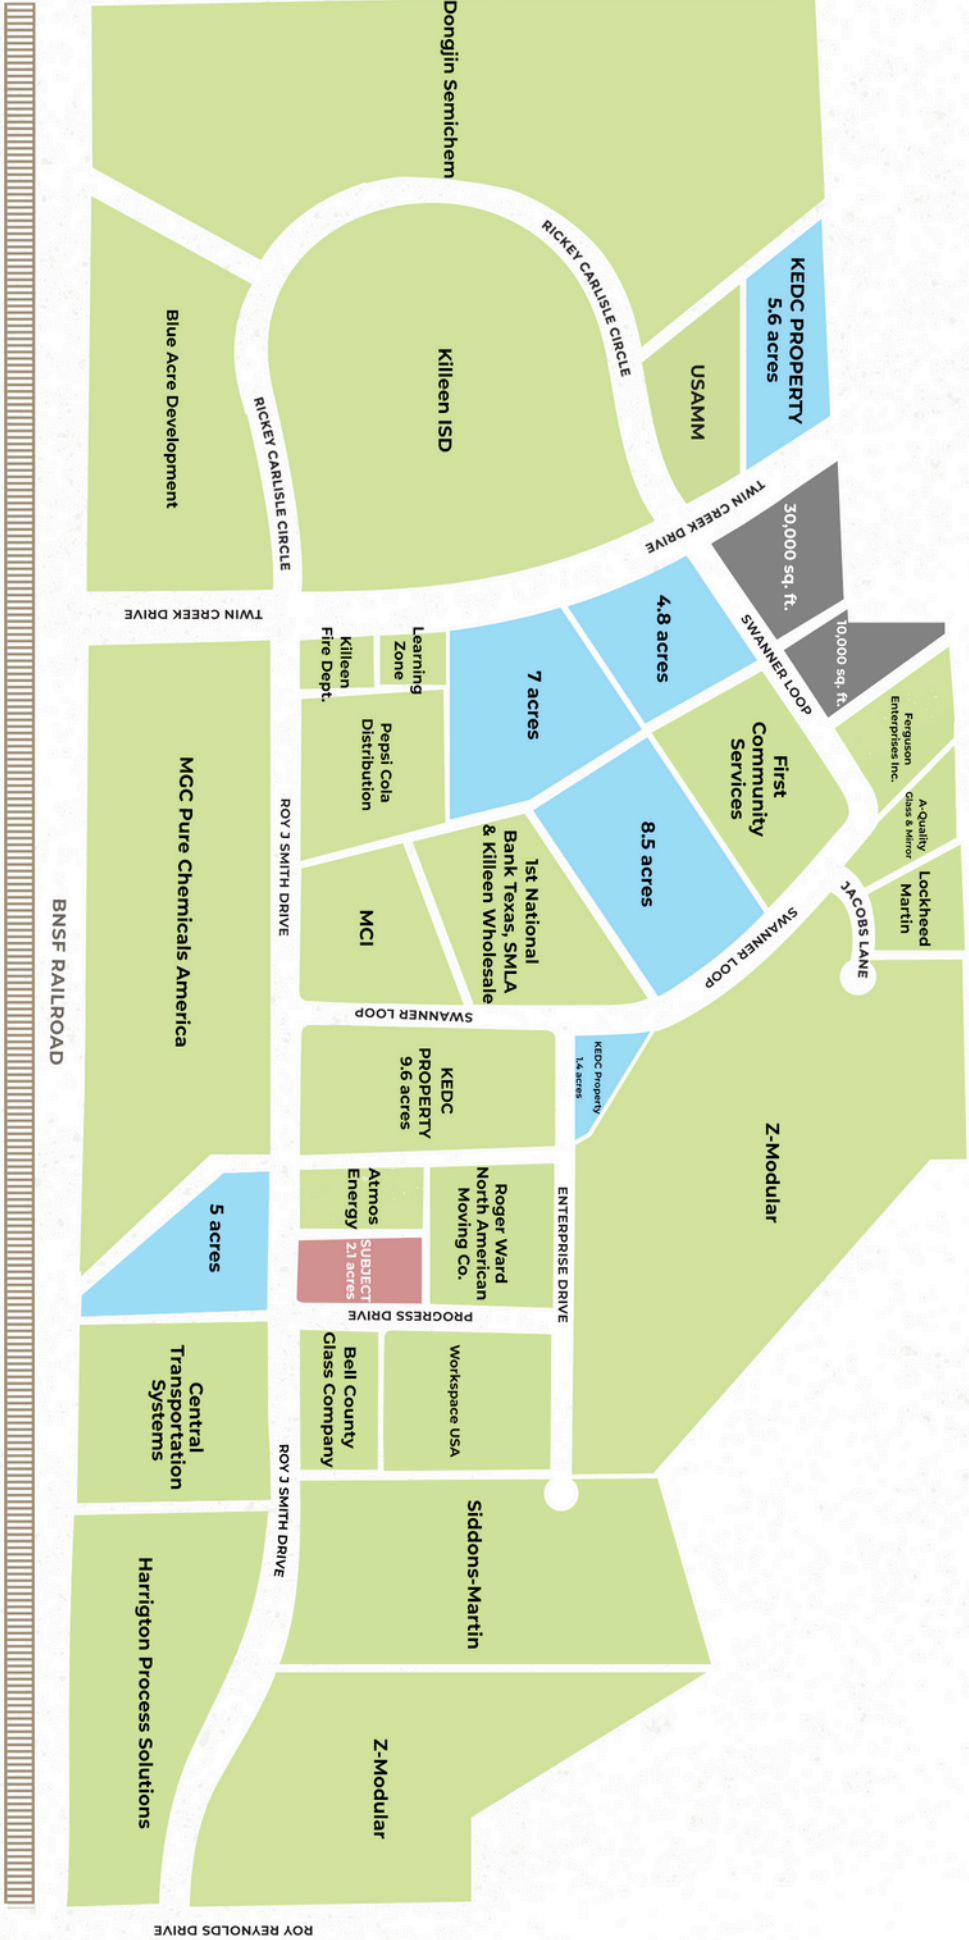 Dongjin Semichem
RICKEY CARLISLE CIRCLE
KEDC PROPERTY
5.6 acres
USAMM
Killeen ISD
Blue Acre Development
RICKEY CARLISLE CIRCLE
TWIN CREEK DRIVE
TWIN CREEK DRIVE
30,000 sq. ft.
10,000 sq. ft.
SWANNER LOOP
4.8 acres
7 acres
Learning
Zone
Killeen
Fire Dept.
Pepsi Cola
Distribution
First
Community
Services
Ferguson
Enterprises Inc.
A-Quality
Glass & Mirror
Lockheed
Martin
JACOBS LANE
8.5 acres
SWANNER LOOP
1st National
Bank Texas, SMLA
& Killeen Wholesale
MCI
ROY J SMITH DRIVE
MGC Pure Chemicals America
BNSF RAILROAD
SWANNER LOOP
KEDC
PROPERTY
9.6 acres
KEDC Property
1.4 acres
Z-Modular
ENTERPRISE DRIVE
Roger Ward
North American
Moving Co.
Atmos
Energy
SUBJECT
2.1 acres
5 acres
PROGRESS DRIVE
Workspace USA
Bell County
Glass Company
Central
Transportation
Systems
ROY J SMITH DRIVE
Siddons-Martin
Harrigton Process Solutions
Z-Modular
ROY REYNOLDS DRIVE